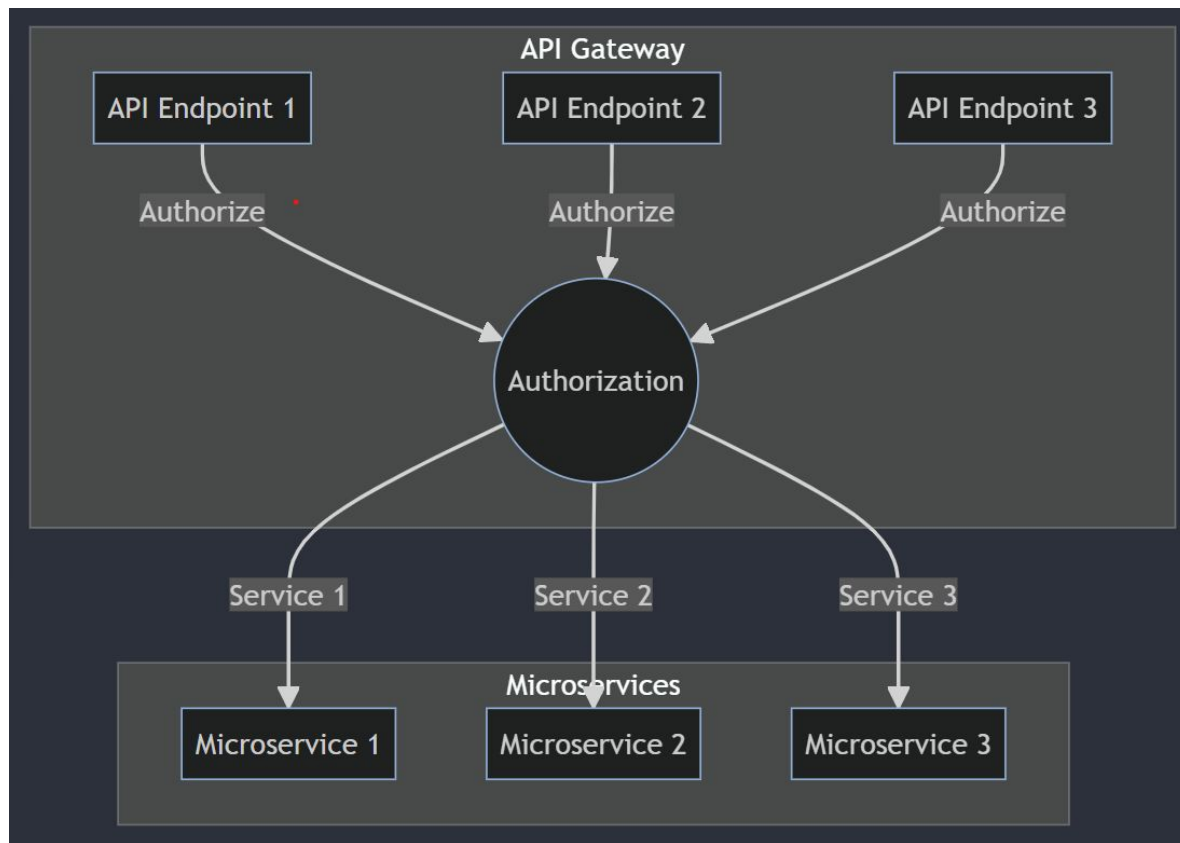 API Gateway
API Endpoint 1
API Endpoint 2
API Endpoint 3
Authorize
Authorize
Authorize
Authorization
Service 1
Service 2
Service 3
Microservices
Microservice 1
Microservice 2
Microservice 3